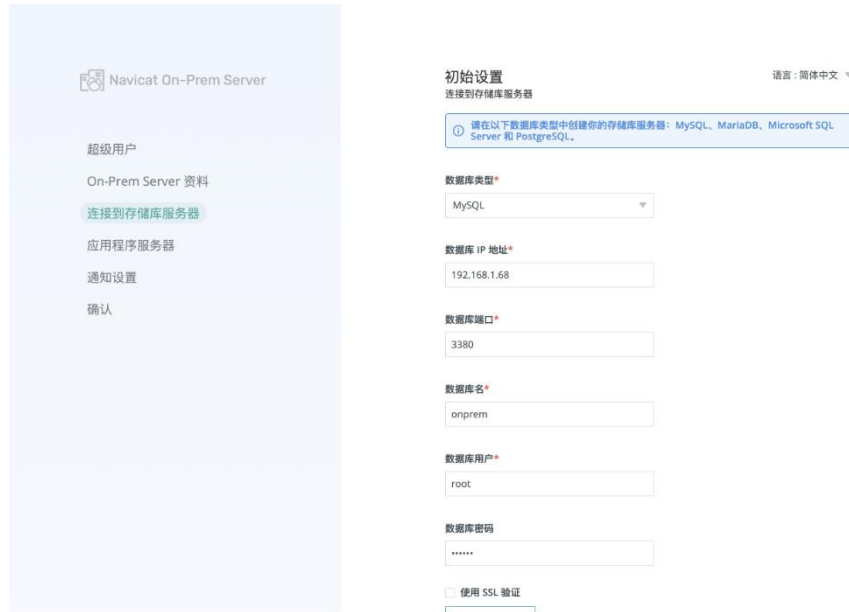 Navicat On-Prem Server
超级用户
On-Prem Server 资料
连接到存储库服务器
应用程序服务器
通知设置
确认
初始设置
语言 : 简体中文
连接到存储库服务器
请在以下数据库类型中创建你的存储库服务器：MySQL、MariaDB、Microsoft SQL
Server 和 PostgreSQL。
数据库类型*
MySQL
数据库 IP 地址*
192.168.1.68
数据库端口*
3380
数据库名*
onprem
数据库用户*
root
数据库密码
••••••
使用 SSL 验证